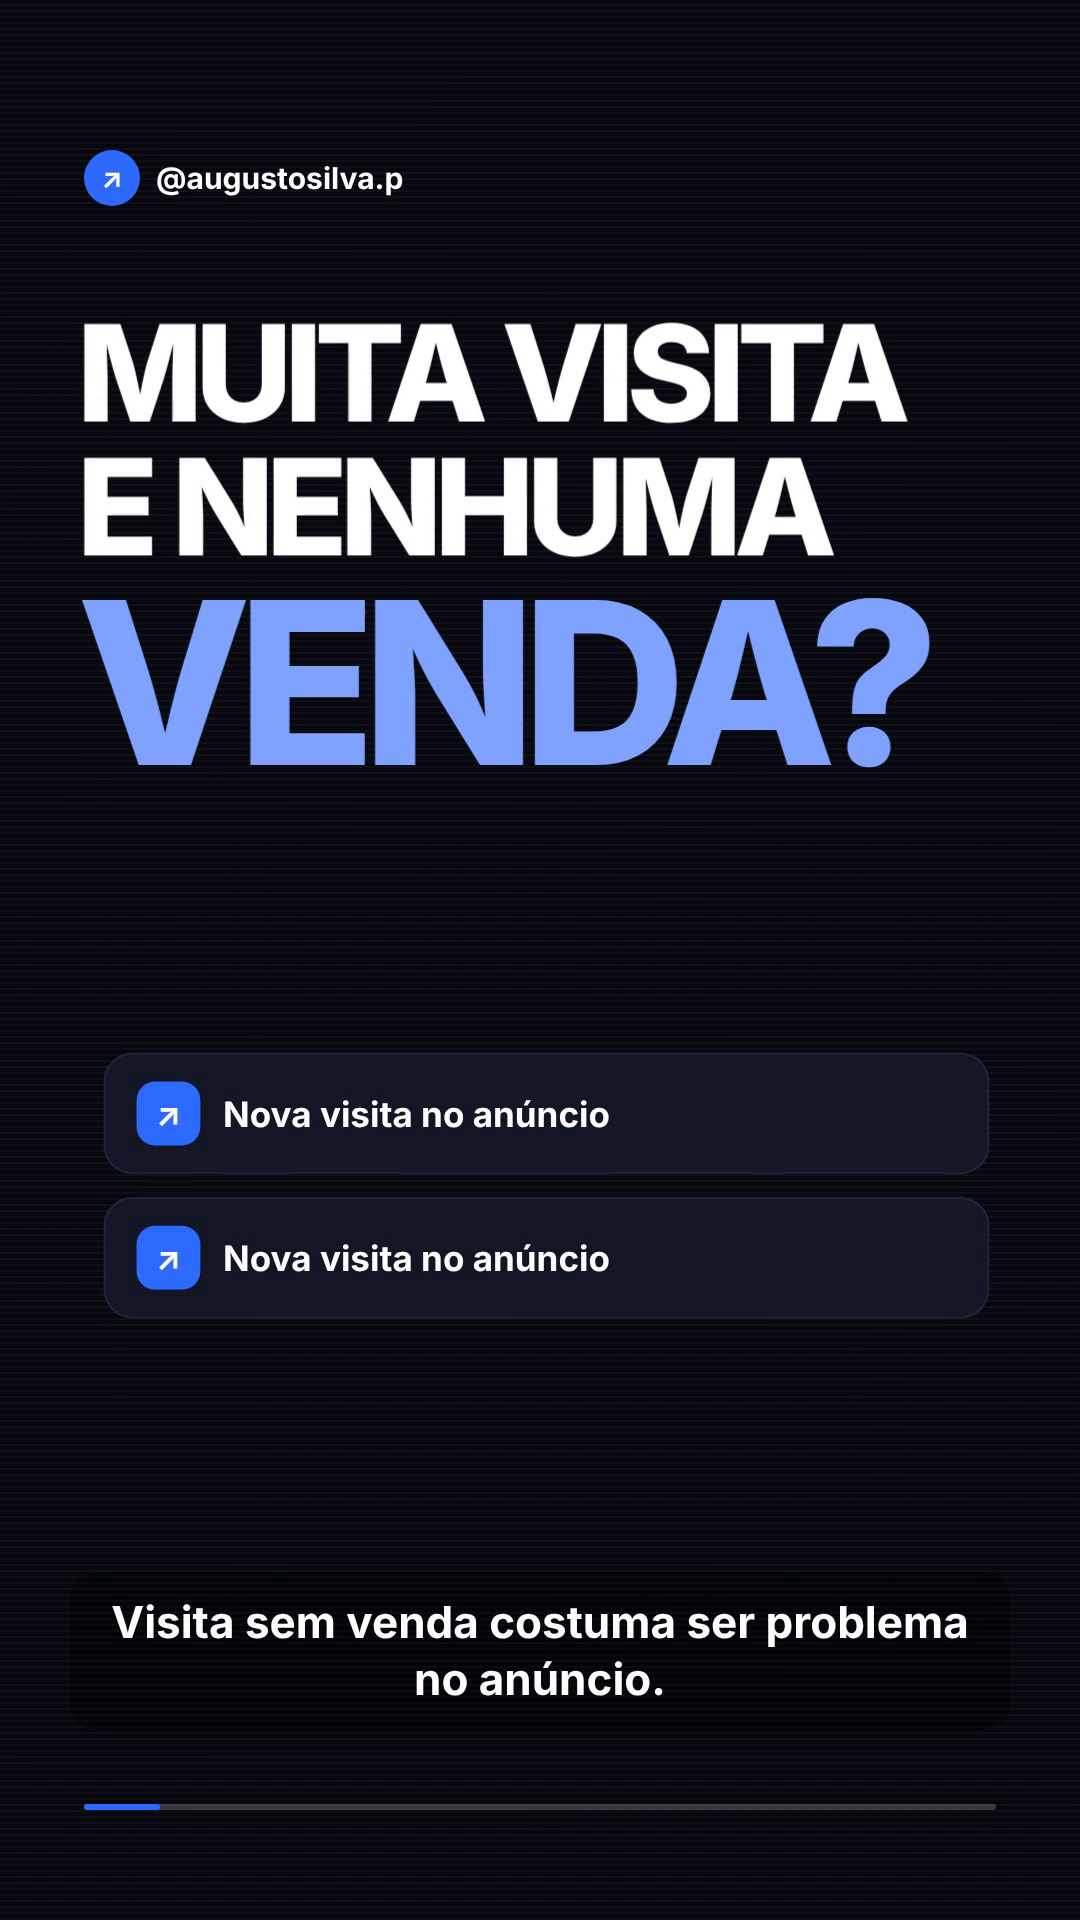 @augustosilva.p
MUITA VISITA
E NENHUMA
VENDA?
Nova visita no anúncio
Nova visita no anúncio
Visita sem venda costuma ser problema
no anúncio.